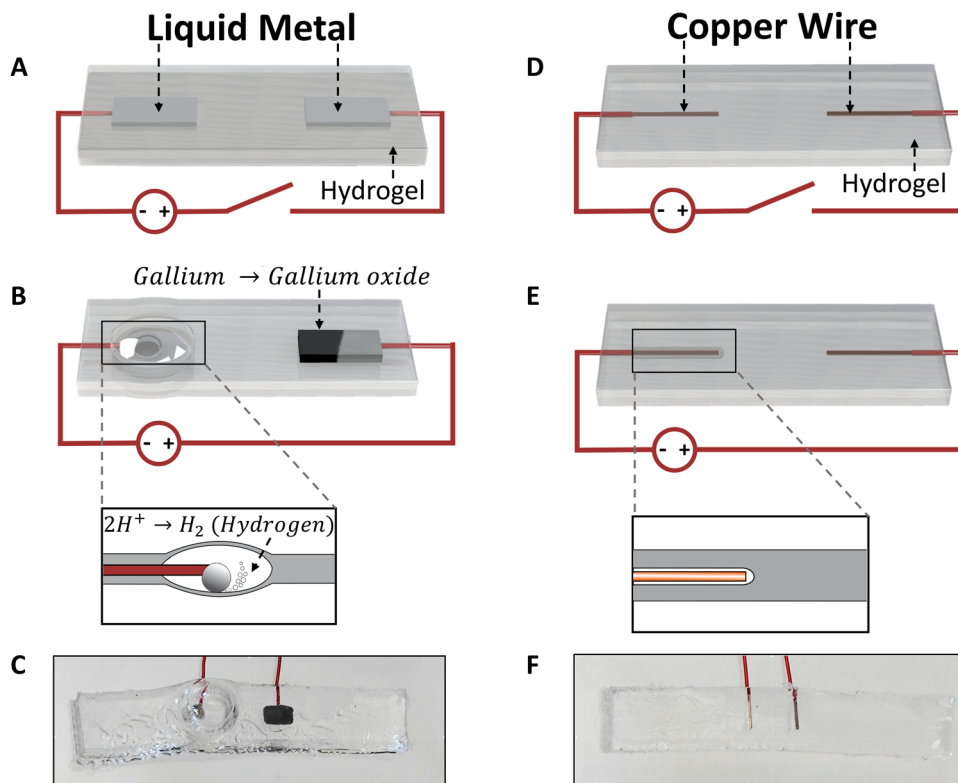 Liquid Metal
Copper Wire
A
Hydrogel
- +
D
Hydrogel
- +
B
Gallium → Gallium oxide
- +
2H⁺ → H₂ (Hydrogen)
E
- +
C
F